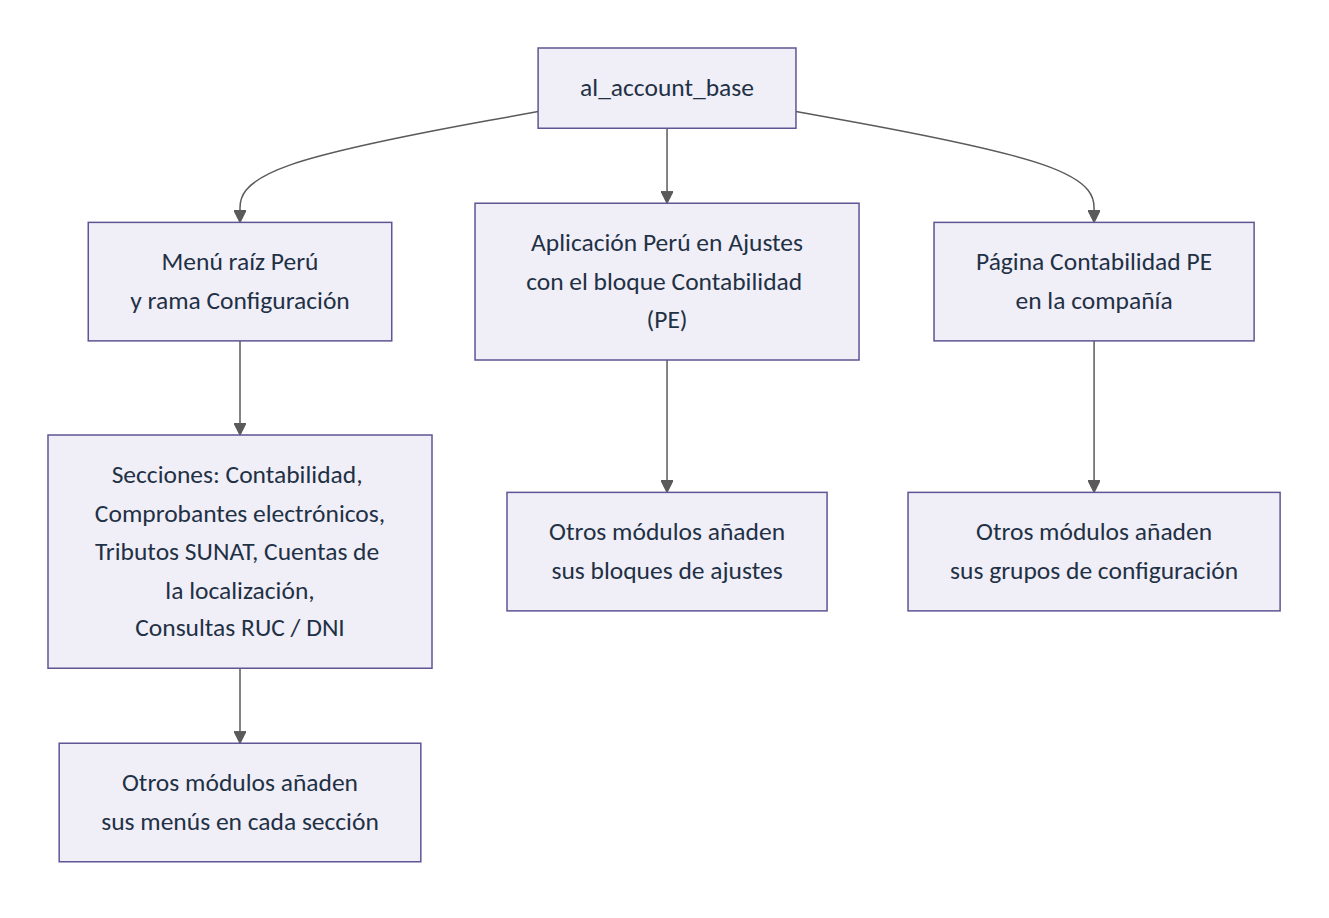 al_account_base
Menú raíz Perú
y rama Configuración
Aplicación Perú en Ajustes
con el bloque Contabilidad
(PE)
Página Contabilidad PE
en la compañía
Secciones: Contabilidad,
Comprobantes electrónicos,
Tributos SUNAT, Cuentas de
la localización,
Consultas RUC / DNI
Otros módulos añaden
sus bloques de ajustes
Otros módulos añaden
sus grupos de configuración
Otros módulos añaden
sus menús en cada sección